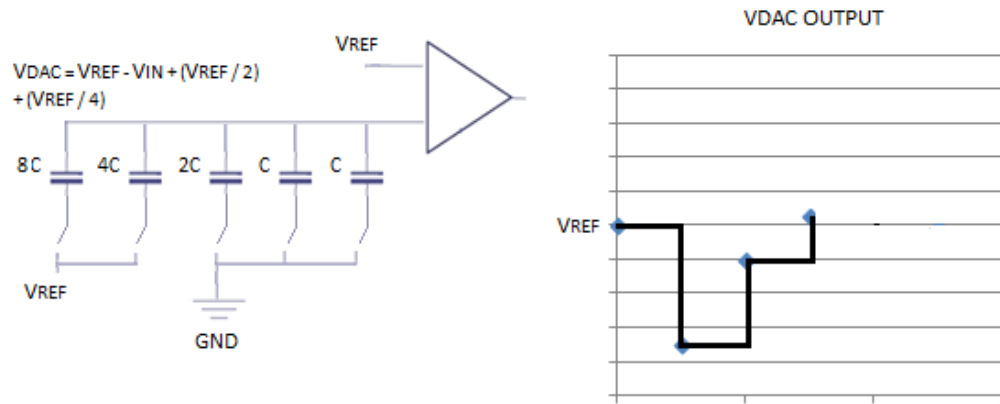 VDAC OUTPUT
VREF
VDAC = VREF - VIN + (VREF / 2)
+ (VREF / 4)
8C 4C 2C C C
VREF
VREF
GND